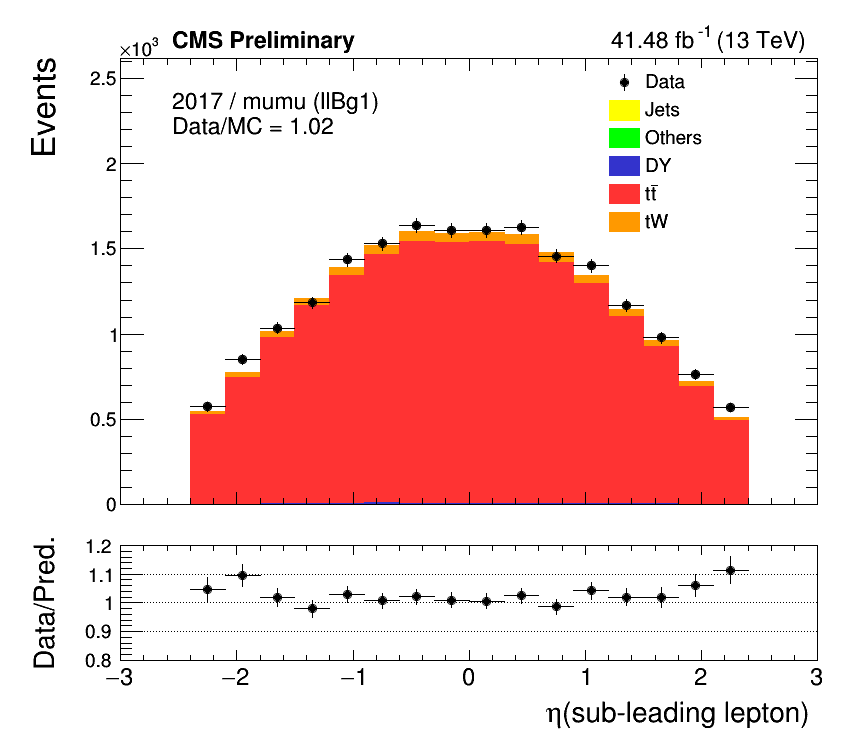 ×10³ CMS Preliminary 41.48 fb⁻¹ (13 TeV)
Events
2017 / mumu (llBg1)
Data/MC = 1.02
Data
Jets
Others
DY
tt̄
tW
2.5
2
1.5
1
0.5
0
Data/Pred.
1.2
1.1
1
0.9
0.8
−3 −2 −1 0 1 2 3
η(sub-leading lepton)